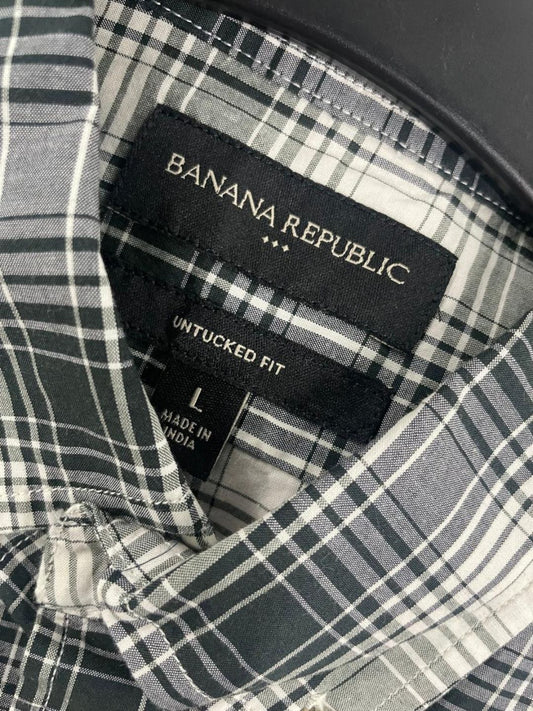 BANANA REPUBLIC
UNTUCKED FIT
L
MADE IN
INDIA